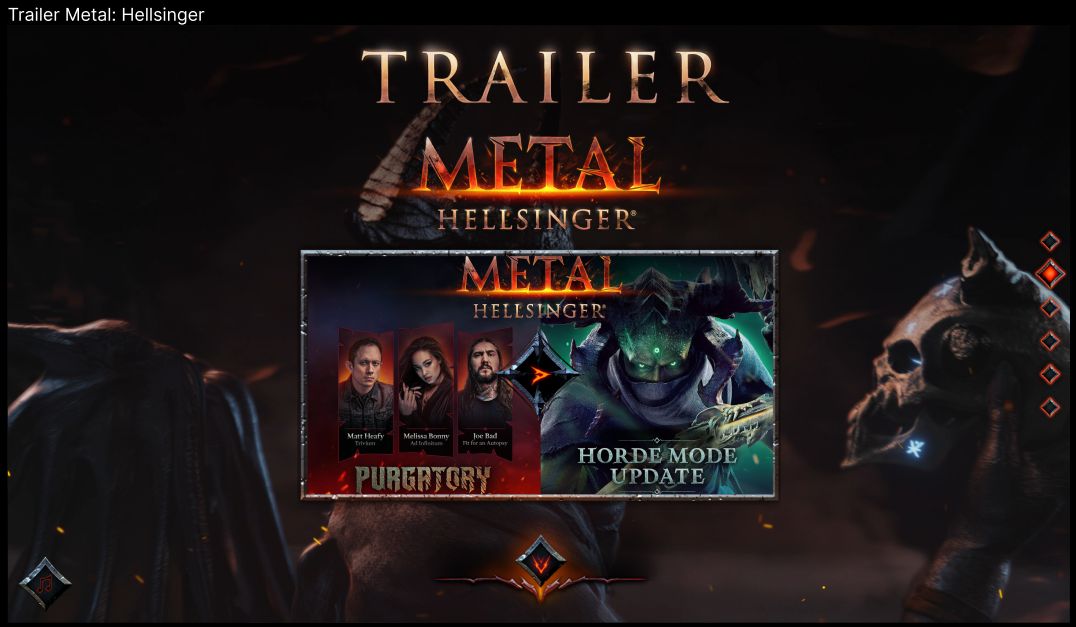 Trailer Metal: Hellsinger
TRAILER
METAL
HELLSINGER®
METAL
HELLSINGER®
Matt Heafy
Trivium
Melissa Bonny
Ad Infinitum
Joe Bad
Fit for an Autopsy
PURGATORY
HORDE MODE
UPDATE